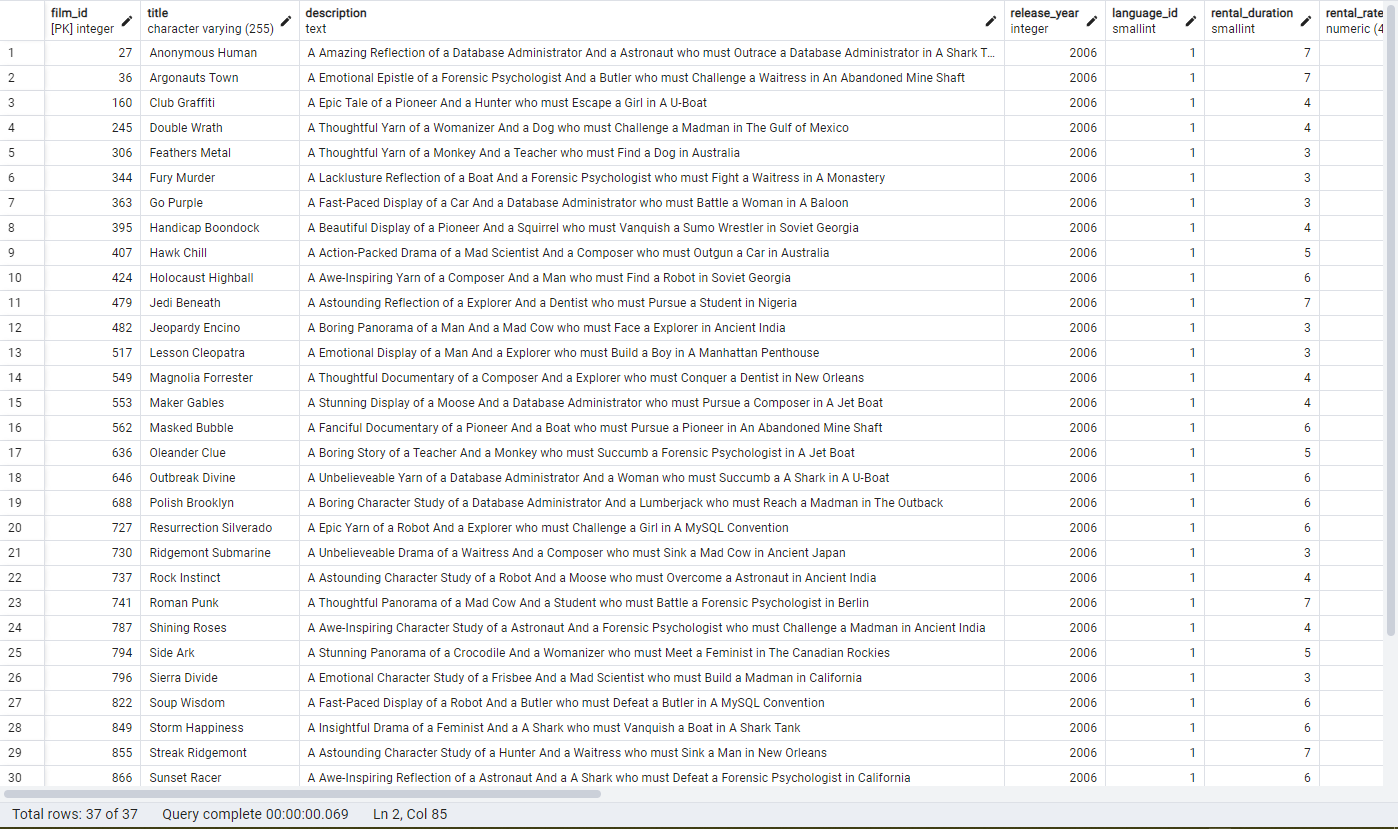 film_id title description release_year language_id rental_duration rental_rate
[PK] integer character varying (255) text integer smallint smallint numeric (4
1 27 Anonymous Human A Amazing Reflection of a Database Administrator And a Astronaut who must Outrace a Database Administrator in A Shark T... 2006 1 7
2 36 Argonauts Town A Emotional Epistle of a Forensic Psychologist And a Butler who must Challenge a Waitress in An Abandoned Mine Shaft 2006 1 7
3 160 Club Graffiti A Epic Tale of a Pioneer And a Hunter who must Escape a Girl in A U-Boat 2006 1 4
4 245 Double Wrath A Thoughtful Yarn of a Womanizer And a Dog who must Challenge a Madman in The Gulf of Mexico 2006 1 4
5 306 Feathers Metal A Thoughtful Yarn of a Monkey And a Teacher who must Find a Dog in Australia 2006 1 3
6 344 Fury Murder A Lacklusture Reflection of a Boat And a Forensic Psychologist who must Fight a Waitress in A Monastery 2006 1 3
7 363 Go Purple A Fast-Paced Display of a Car And a Database Administrator who must Battle a Woman in A Baloon 2006 1 3
8 395 Handicap Boondock A Beautiful Display of a Pioneer And a Squirrel who must Vanquish a Sumo Wrestler in Soviet Georgia 2006 1 4
9 407 Hawk Chill A Action-Packed Drama of a Mad Scientist And a Composer who must Outgun a Car in Australia 2006 1 5
10 424 Holocaust Highball A Awe-Inspiring Yarn of a Composer And a Man who must Find a Robot in Soviet Georgia 2006 1 6
11 479 Jedi Beneath A Astounding Reflection of a Explorer And a Dentist who must Pursue a Student in Nigeria 2006 1 7
12 482 Jeopardy Encino A Boring Panorama of a Man And a Mad Cow who must Face a Explorer in Ancient India 2006 1 3
13 517 Lesson Cleopatra A Emotional Display of a Man And a Explorer who must Build a Boy in A Manhattan Penthouse 2006 1 3
14 549 Magnolia Forrester A Thoughtful Documentary of a Composer And a Explorer who must Conquer a Dentist in New Orleans 2006 1 4
15 553 Maker Gables A Stunning Display of a Moose And a Database Administrator who must Pursue a Composer in A Jet Boat 2006 1 4
16 562 Masked Bubble A Fanciful Documentary of a Pioneer And a Boat who must Pursue a Pioneer in An Abandoned Mine Shaft 2006 1 6
17 636 Oleander Clue A Boring Story of a Teacher And a Monkey who must Succumb a Forensic Psychologist in A Jet Boat 2006 1 5
18 646 Outbreak Divine A Unbelieveable Yarn of a Database Administrator And a Woman who must Succumb a A Shark in A U-Boat 2006 1 6
19 688 Polish Brooklyn A Boring Character Study of a Database Administrator And a Lumberjack who must Reach a Madman in The Outback 2006 1 6
20 727 Resurrection Silverado A Epic Yarn of a Robot And a Explorer who must Challenge a Girl in A MySQL Convention 2006 1 6
21 730 Ridgemont Submarine A Unbelieveable Drama of a Waitress And a Composer who must Sink a Mad Cow in Ancient Japan 2006 1 3
22 737 Rock Instinct A Astounding Character Study of a Robot And a Moose who must Overcome a Astronaut in Ancient India 2006 1 4
23 741 Roman Punk A Thoughtful Panorama of a Mad Cow And a Student who must Battle a Forensic Psychologist in Berlin 2006 1 7
24 787 Shining Roses A Awe-Inspiring Character Study of a Astronaut And a Forensic Psychologist who must Challenge a Madman in Ancient India 2006 1 4
25 794 Side Ark A Stunning Panorama of a Crocodile And a Womanizer who must Meet a Feminist in The Canadian Rockies 2006 1 5
26 796 Sierra Divide A Emotional Character Study of a Frisbee And a Mad Scientist who must Build a Madman in California 2006 1 3
27 822 Soup Wisdom A Fast-Paced Display of a Robot And a Butler who must Defeat a Butler in A MySQL Convention 2006 1 6
28 849 Storm Happiness A Insightful Drama of a Feminist And a A Shark who must Vanquish a Boat in A Shark Tank 2006 1 6
29 855 Streak Ridgemont A Astounding Character Study of a Hunter And a Waitress who must Sink a Man in New Orleans 2006 1 7
30 866 Sunset Racer A Awe-Inspiring Reflection of a Astronaut And a A Shark who must Defeat a Forensic Psychologist in California 2006 1 6
Total rows: 37 of 37 Query complete 00:00:00.069 Ln 2, Col 85